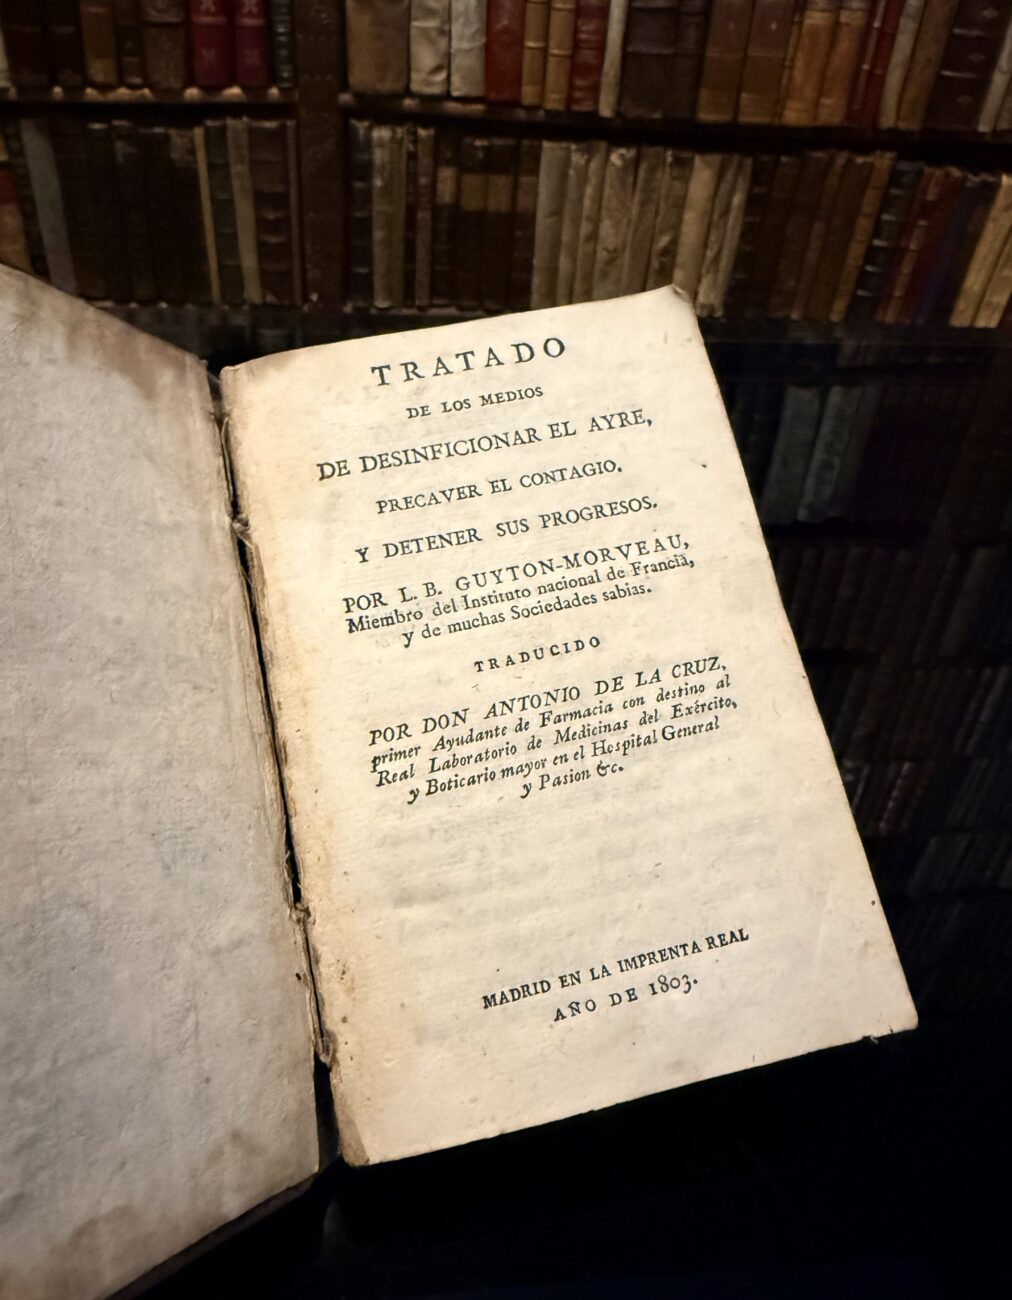 TRATADO
DE LOS MEDIOS
DE DESINFICIONAR EL AYRE,
PRECAVER EL CONTAGIO.
Y DETENER SUS PROGRESOS.
POR L. B. GUYTON-MORVEAU,
Miembro del Instituto nacional de Francia,
y de muchas Sociedades sabias.
TRADUCIDO
POR DON ANTONIO DE LA CRUZ,
primer Ayudante de Farmacia con destino al
Real Laboratorio de Medicinas del Exército,
y Boticario mayor en el Hospital General
y Pasion &c.
MADRID EN LA IMPRENTA REAL
AÑO DE 1803.